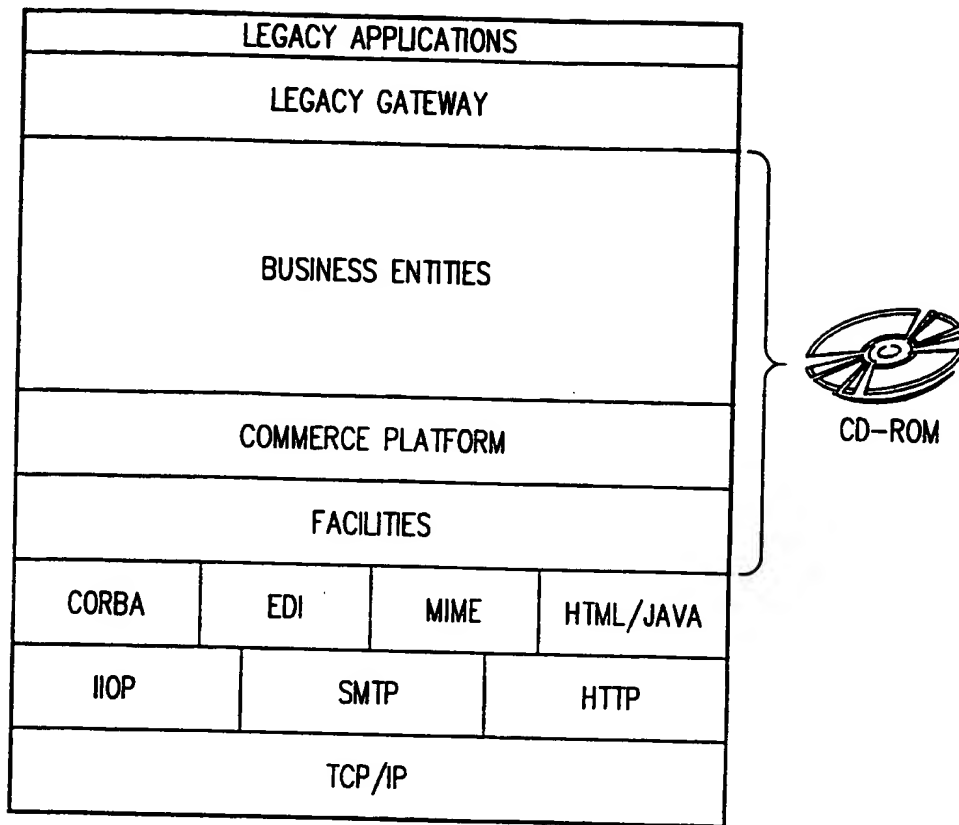 LEGACY APPLICATIONS
LEGACY GATEWAY
BUSINESS ENTITIES
CD-ROM
COMMERCE PLATFORM
FACILITIES
CORBA EDI MIME HTML/JAVA
IIOP SMTP HTTP
TCP/IP